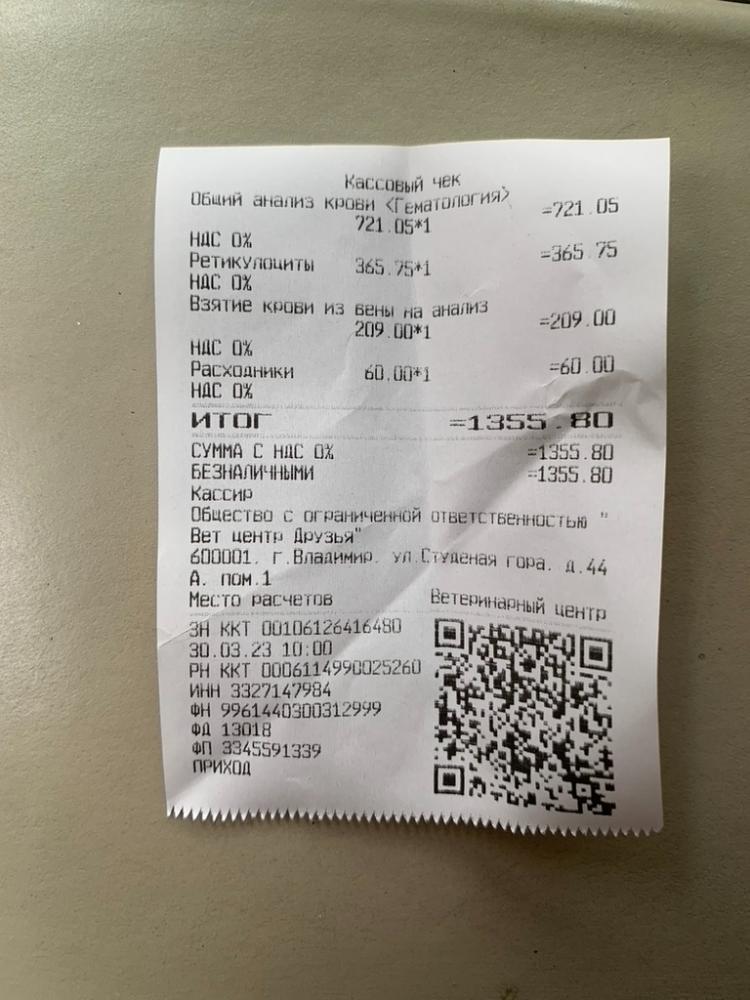 Кассовый чек
Общий анализ крови <Гематология>
721.05*1 =721.05
НДС 0%
Ретикулоциты 365.75*1 =365.75
НДС 0%
Взятие крови из вены на анализ
209.00*1 =209.00
НДС 0%
Расходники 60.00*1 =60.00
НДС 0%
ИТОГ =1355.80
СУММА С НДС 0% =1355.80
БЕЗНАЛИЧНЫМИ =1355.80
Кассир
Общество с ограниченной ответственностью "
Вет центр Друзья"
600001. г.Владимир. ул.Студеная гора. д.44
А. пом.1
Место расчетов Ветеринарный центр
ЗН ККТ 00106126416480
30.03.23 10:00
РН ККТ 0006114990025260
ИНН 3327147984
ФН 9961440300312999
ФД 13018
ФП 3345591339
ПРИХОД